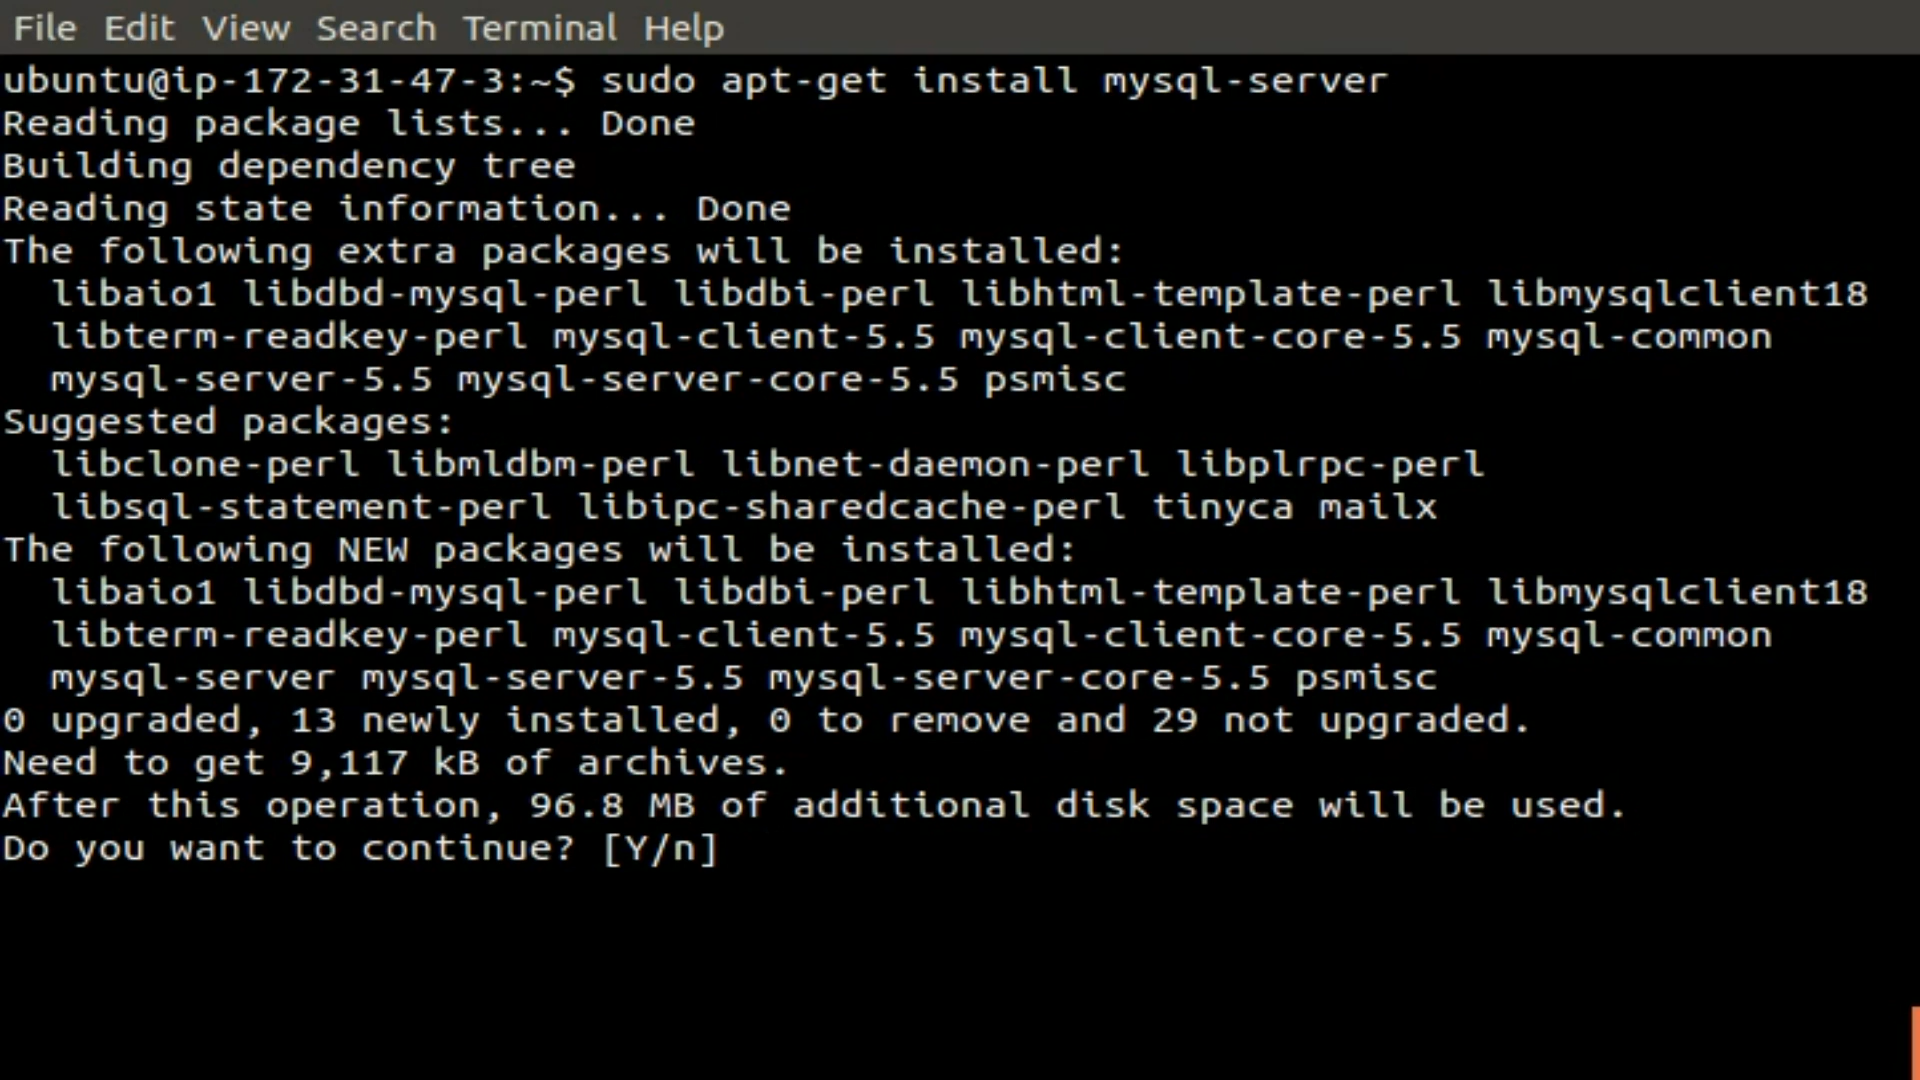 File Edit View Search Terminal Help
ubuntu@ip-172-31-47-3:~$ sudo apt-get install mysql-server
Reading package lists... Done
Building dependency tree
Reading state information... Done
The following extra packages will be installed:
  libaio1 libdbd-mysql-perl libdbi-perl libhtml-template-perl libmysqlclient18
  libterm-readkey-perl mysql-client-5.5 mysql-client-core-5.5 mysql-common
  mysql-server-5.5 mysql-server-core-5.5 psmisc
Suggested packages:
  libclone-perl libmldbm-perl libnet-daemon-perl libplrpc-perl
  libsql-statement-perl libipc-sharedcache-perl tinyca mailx
The following NEW packages will be installed:
  libaio1 libdbd-mysql-perl libdbi-perl libhtml-template-perl libmysqlclient18
  libterm-readkey-perl mysql-client-5.5 mysql-client-core-5.5 mysql-common
  mysql-server mysql-server-5.5 mysql-server-core-5.5 psmisc
0 upgraded, 13 newly installed, 0 to remove and 29 not upgraded.
Need to get 9,117 kB of archives.
After this operation, 96.8 MB of additional disk space will be used.
Do you want to continue? [Y/n]